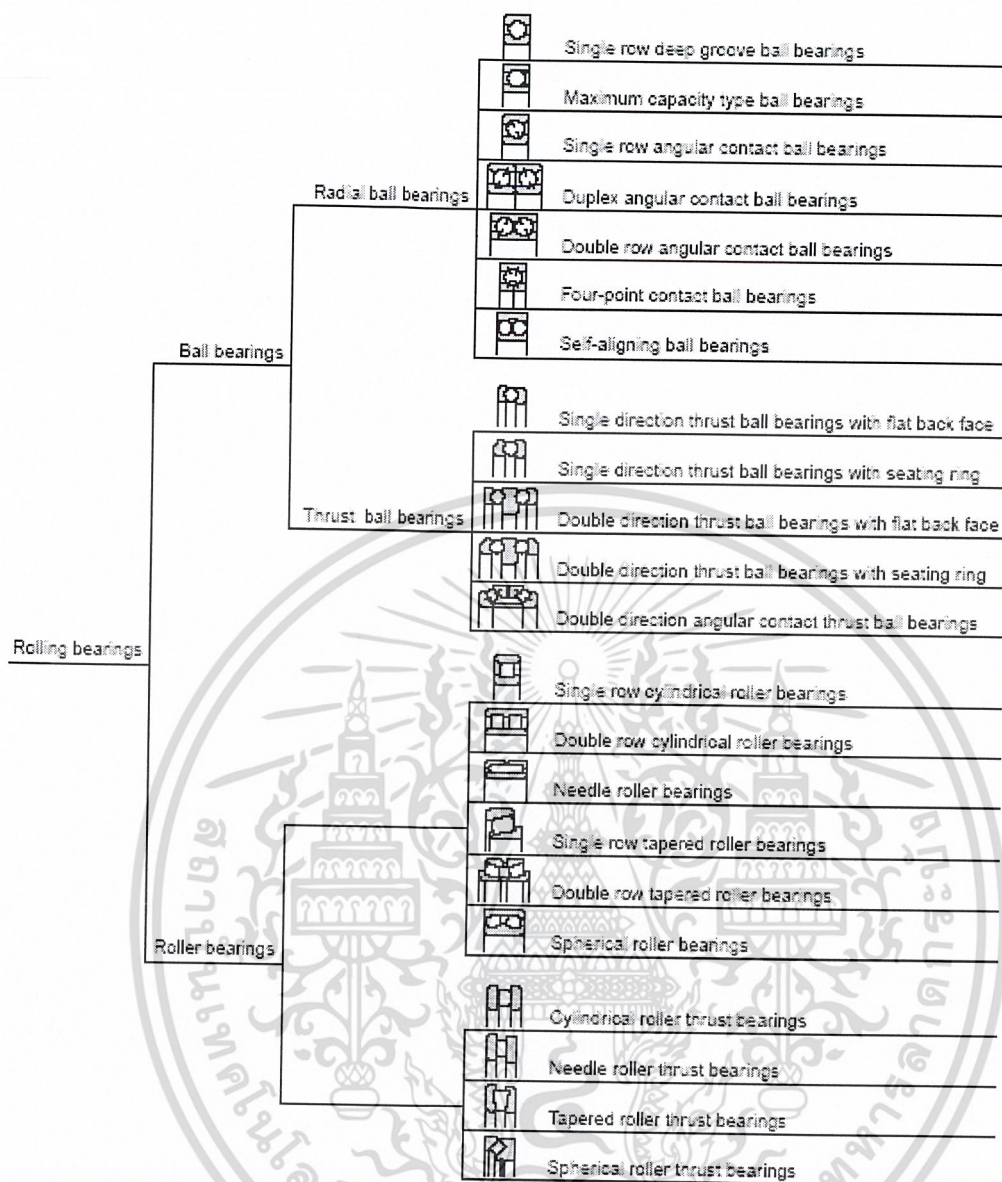 Single row deep groove ball bearings
Maximum capacity type ball bearings
Single row angular contact ball bearings
Radial ball bearings
Duplex angular contact ball bearings
Double row angular contact ball bearings
Four-point contact ball bearings
Ball bearings
Self-aligning ball bearings
Single direction thrust ball bearings with flat back face
Single direction thrust ball bearings with seating ring
Thrust ball bearings
Double direction thrust ball bearings with flat back face
Double direction thrust ball bearings with seating ring
Double direction angular contact thrust ball bearings
Rolling bearings
Single row cylindrical roller bearings
Double row cylindrical roller bearings
Needle roller bearings
Single row tapered roller bearings
Double row tapered roller bearings
Roller bearings
Spherical roller bearings
Cylindrical roller thrust bearings
Needle roller thrust bearings
Tapered roller thrust bearings
Spherical roller thrust bearings